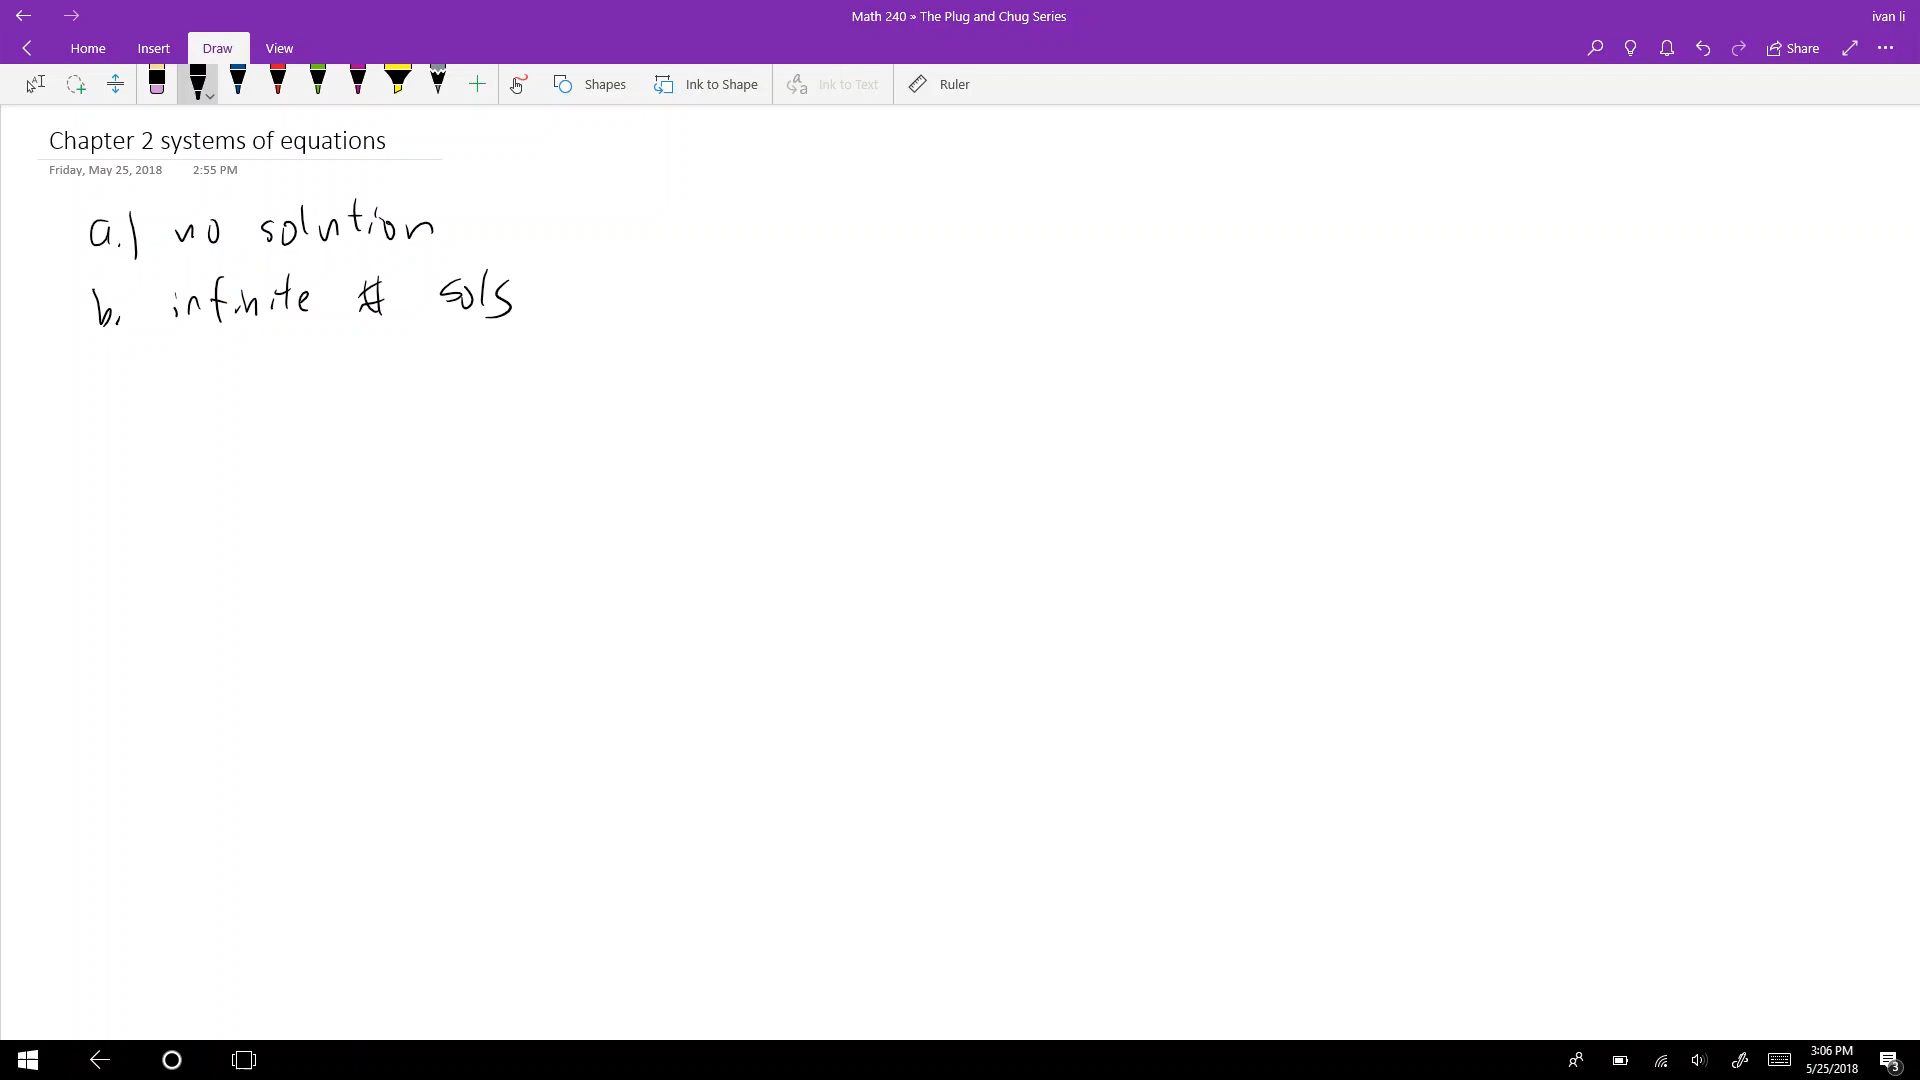 Math 240 » The Plug and Chug Series
ivan li
Home Insert Draw View
Share
Shapes Ink to Shape Ink to Text Ruler
Chapter 2 systems of equations
Friday, May 25, 2018 2:55 PM
a.) no solution
b. infinite # sols
3:06 PM
5/25/2018
3